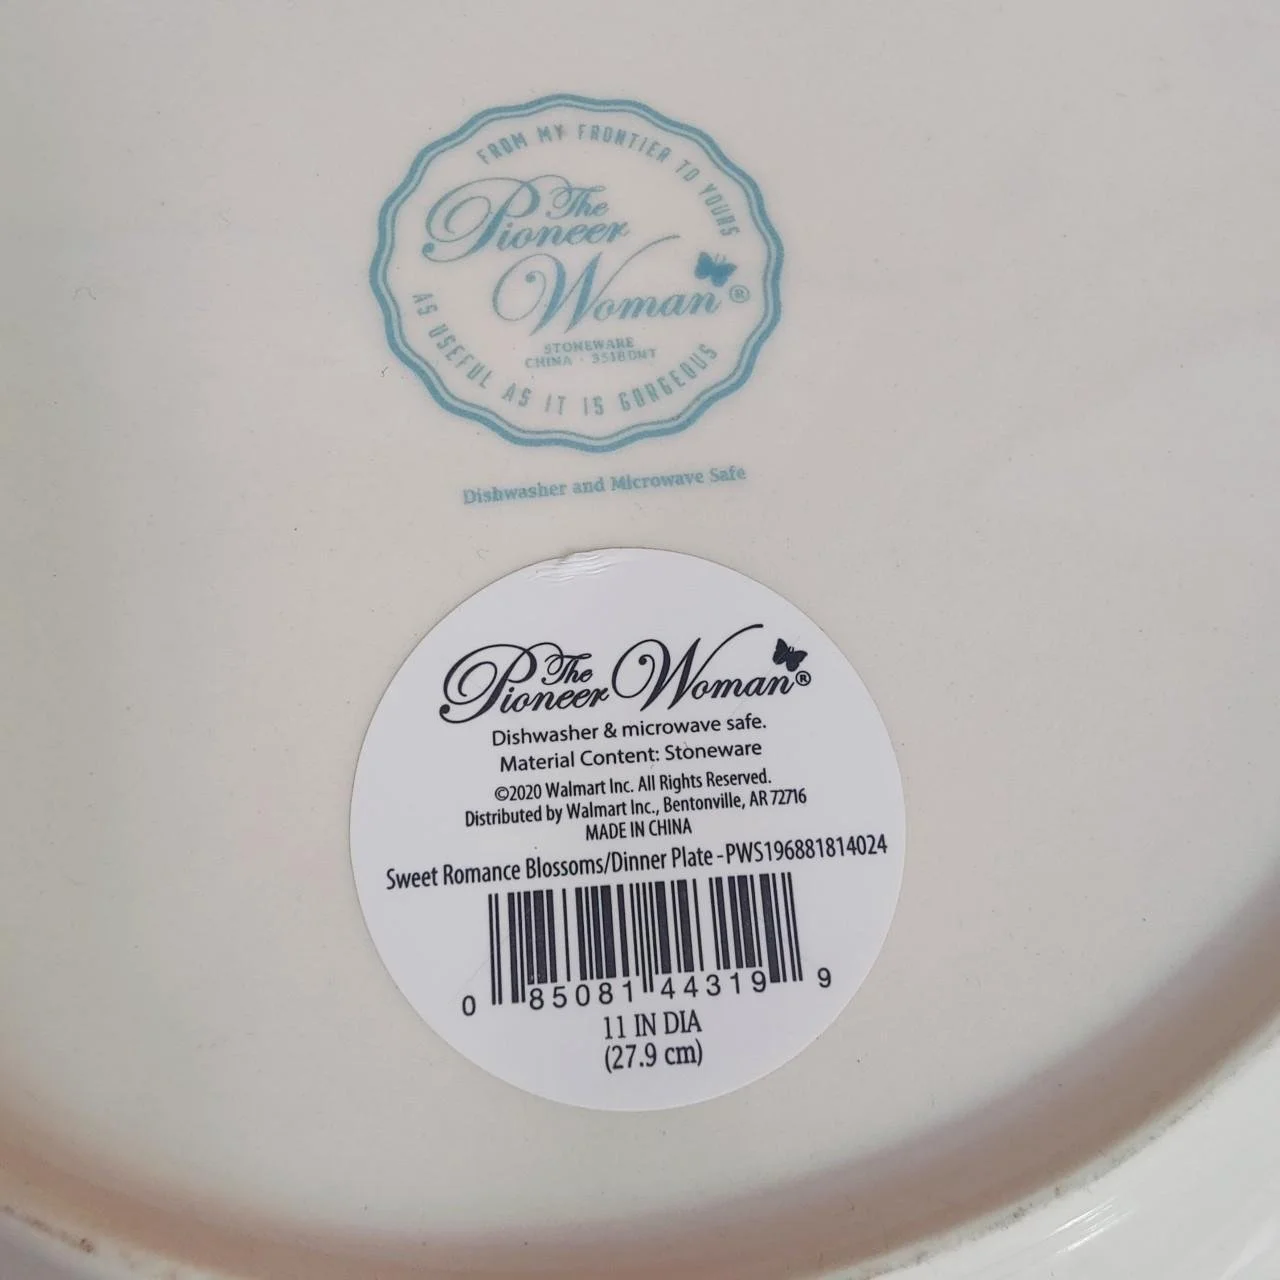 FROM MY FRONTIER TO YOURS
The
Pioneer
Woman®
STONEWARE
CHINA · 3518DNT
AS USEFUL AS IT IS GORGEOUS
Dishwasher and Microwave Safe
The Pioneer Woman®
Dishwasher & microwave safe.
Material Content: Stoneware
©2020 Walmart Inc. All Rights Reserved.
Distributed by Walmart Inc., Bentonville, AR 72716
MADE IN CHINA
Sweet Romance Blossoms/Dinner Plate -PWS196881814024
0 85081 44319 9
11 IN DIA
(27.9 cm)